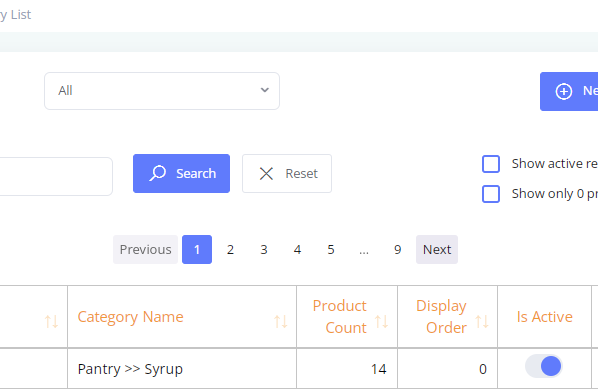 y List
All
Ne
Search
Reset
Show active re
Show only 0 pr
Previous 1 2 3 4 5 ... 9 Next
Category Name
Product Count
Display Order
Is Active
Pantry >> Syrup 14 0